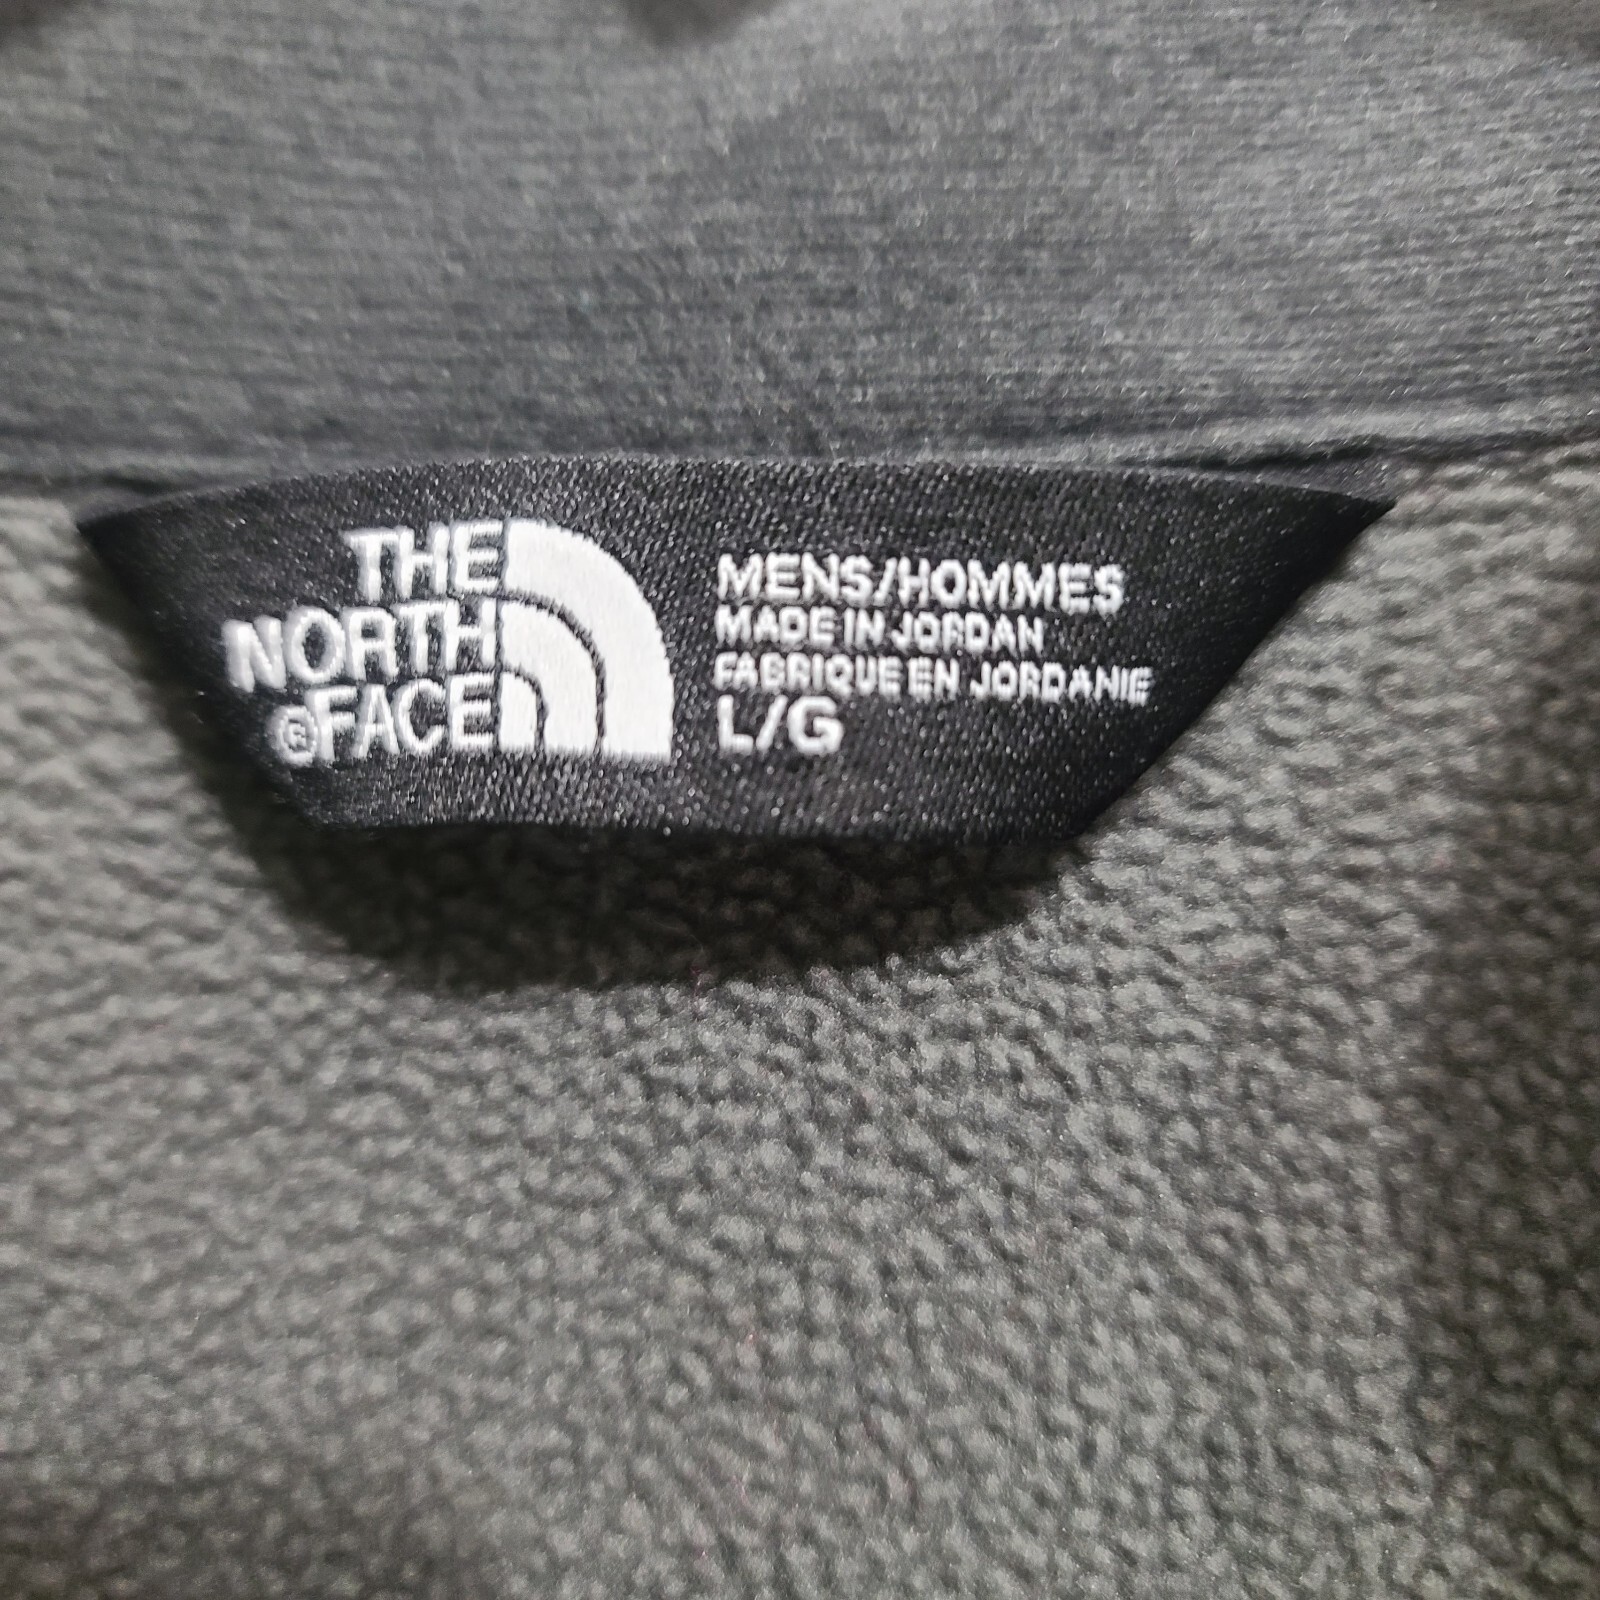 THE
NORTH
®FACE
MENS/HOMMES
MADE IN JORDAN
FABRIQUE EN JORDANIE
L/G